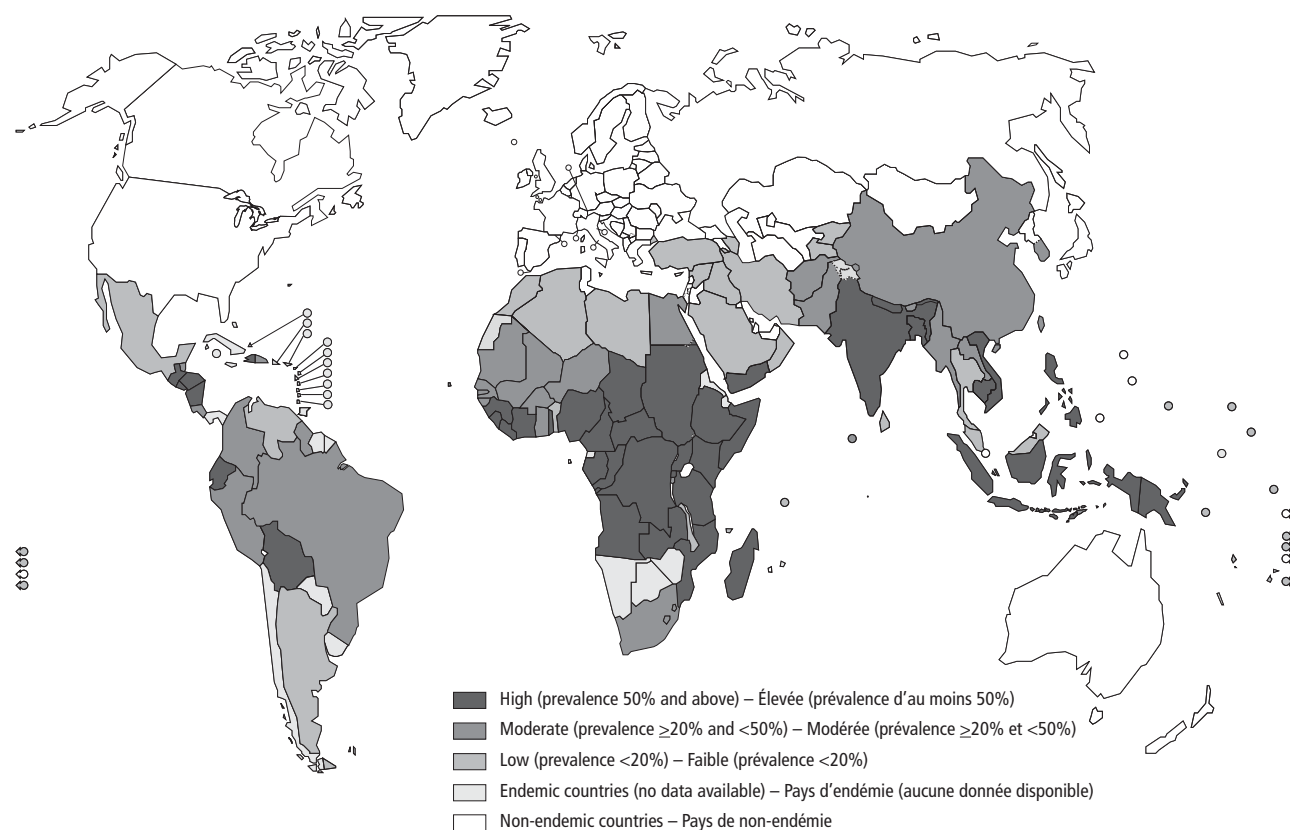 High (prevalence 50% and above) – Élevée (prévalence d'au moins 50%)
Moderate (prevalence ≥20% and <50%) – Modérée (prévalence ≥20% et <50%)
Low (prevalence <20%) – Faible (prévalence <20%)
Endemic countries (no data available) – Pays d'endémie (aucune donnée disponible)
Non-endemic countries – Pays de non-endémie